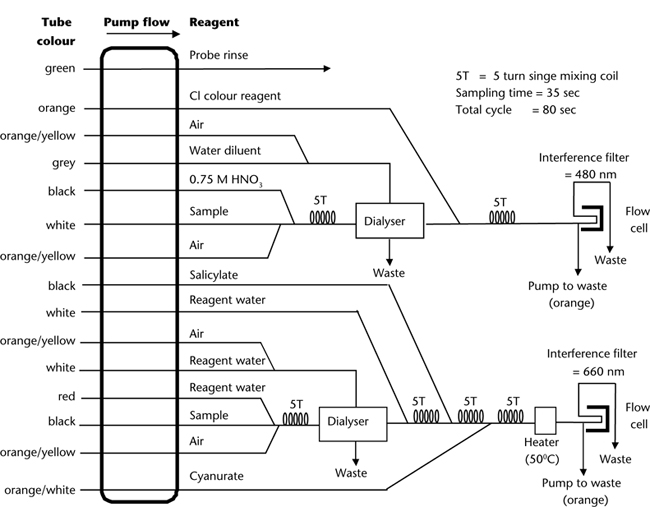 Tube colour
Pump flow
Reagent
green
Probe rinse
5T = 5 turn singe mixing coil
Sampling time = 35 sec
Total cycle = 80 sec
orange
Cl colour reagent
orange/yellow
Air
grey
Water diluent
black
0.75 M HNO3
white
Sample
5T
Dialyser
Waste
5T
Interference filter
= 480 nm
Flow
cell
Waste
Pump to waste
(orange)
orange/yellow
Air
black
Salicylate
white
Reagent water
orange/yellow
Air
white
Reagent water
red
Reagent water
black
Sample
5T
Dialyser
Waste
5T
5T
5T
Heater
(50°C)
Interference filter
= 660 nm
Flow
cell
Waste
Pump to waste
(orange)
orange/yellow
Air
orange/white
Cyanurate